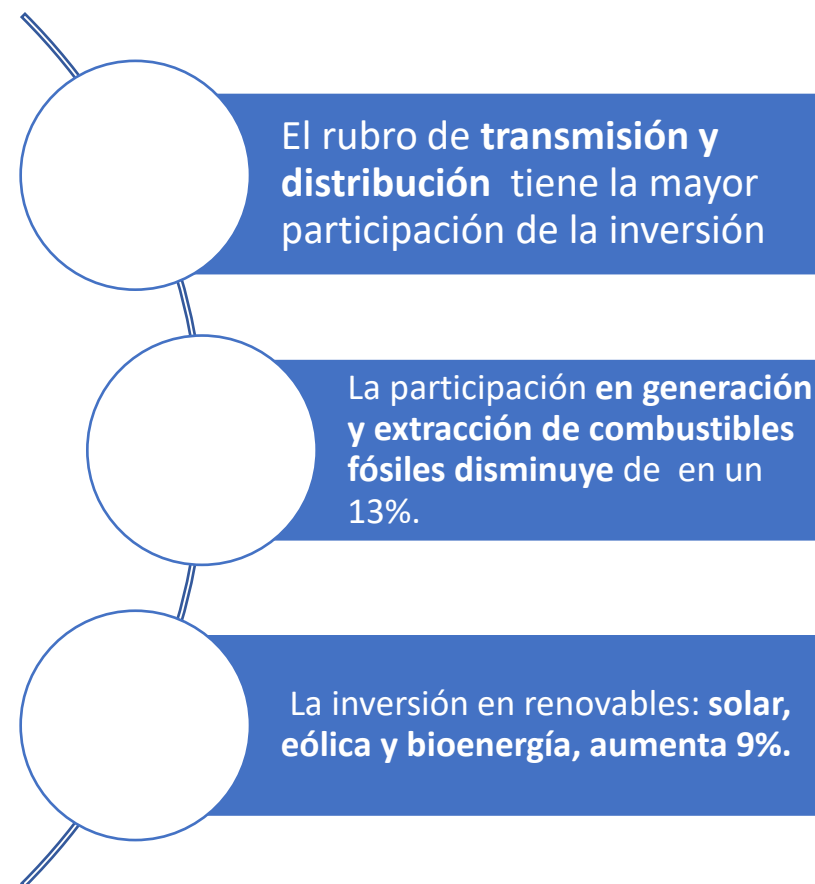 El rubro de transmisión y
distribución tiene la mayor
participación de la inversión
La participación en generación
y extracción de combustibles
fósiles disminuye de en un
13%.
La inversión en renovables: solar,
eólica y bioenergía, aumenta 9%.